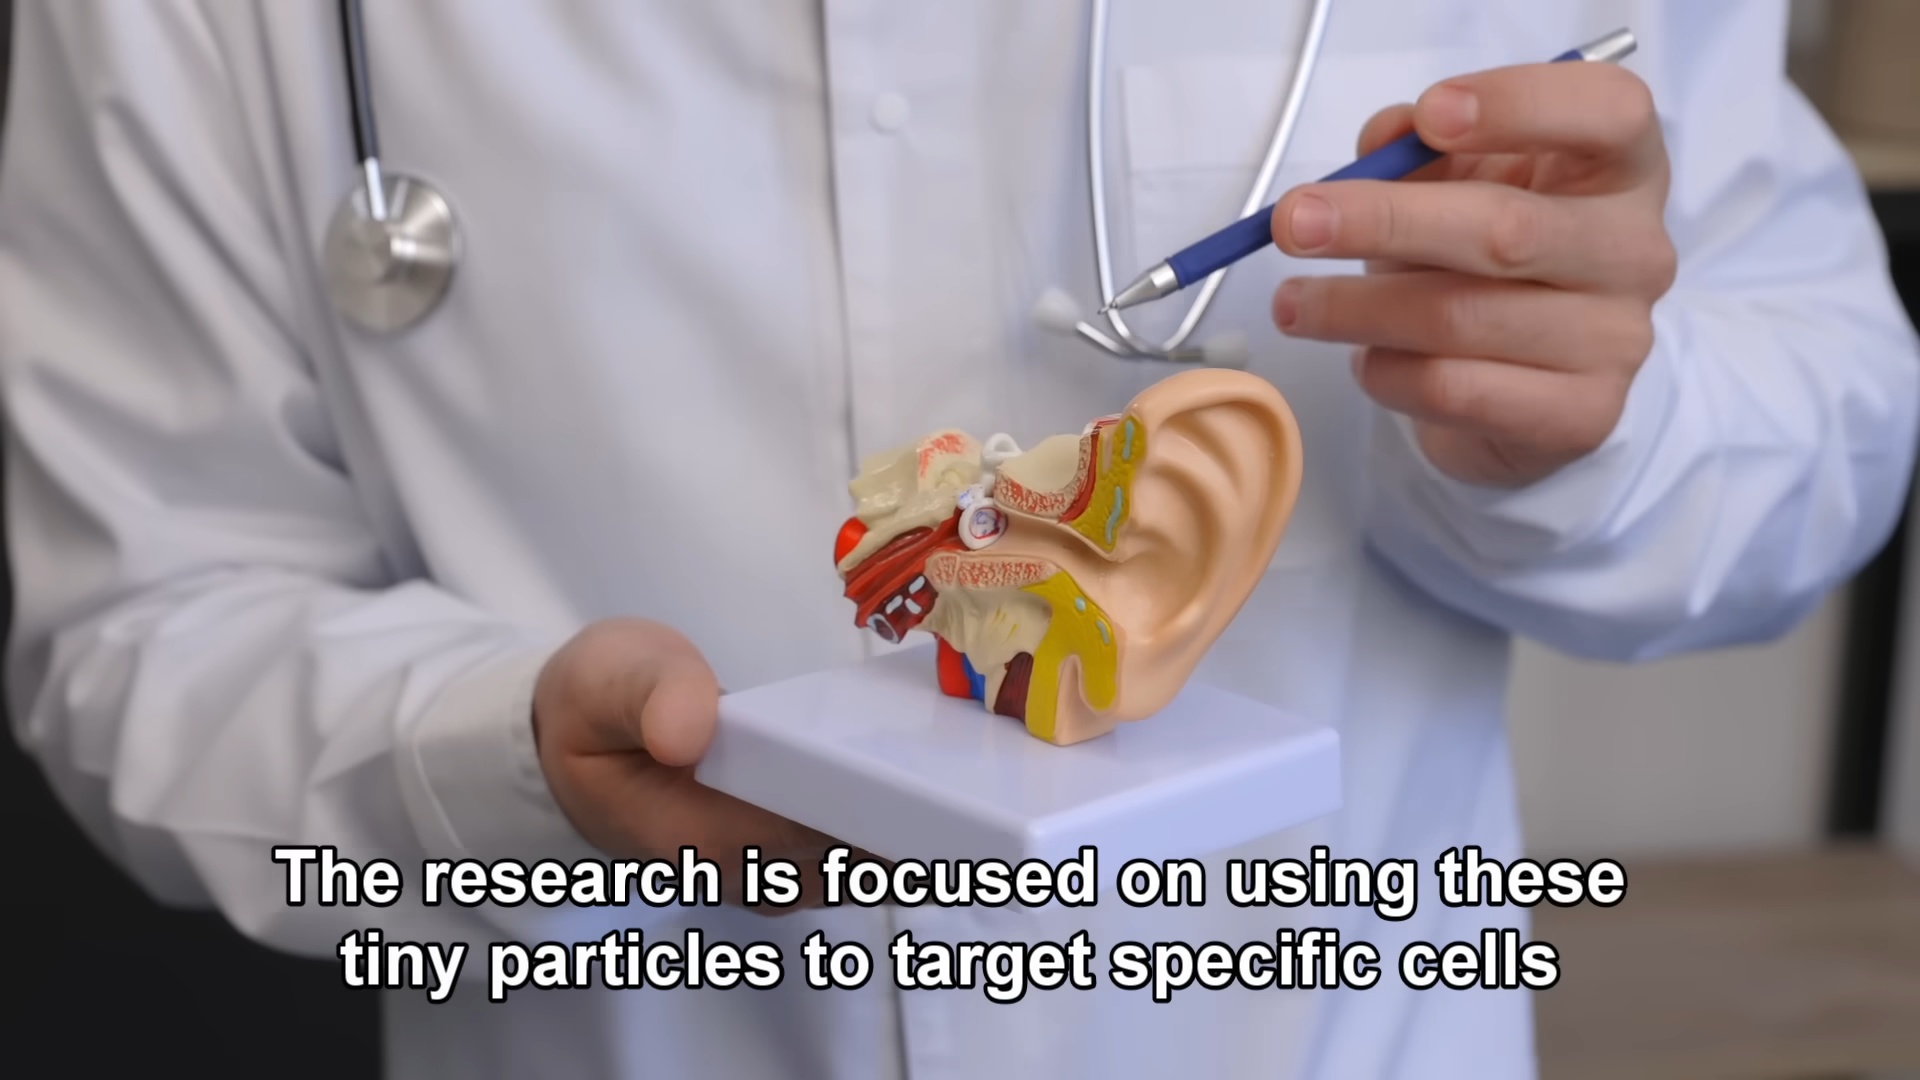 The research is focused on using these
tiny particles to target specific cells